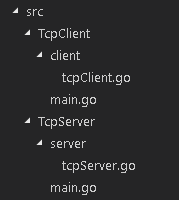 src
TcpClient
client
tcpClient.go
main.go
TcpServer
server
tcpServer.go
main.go